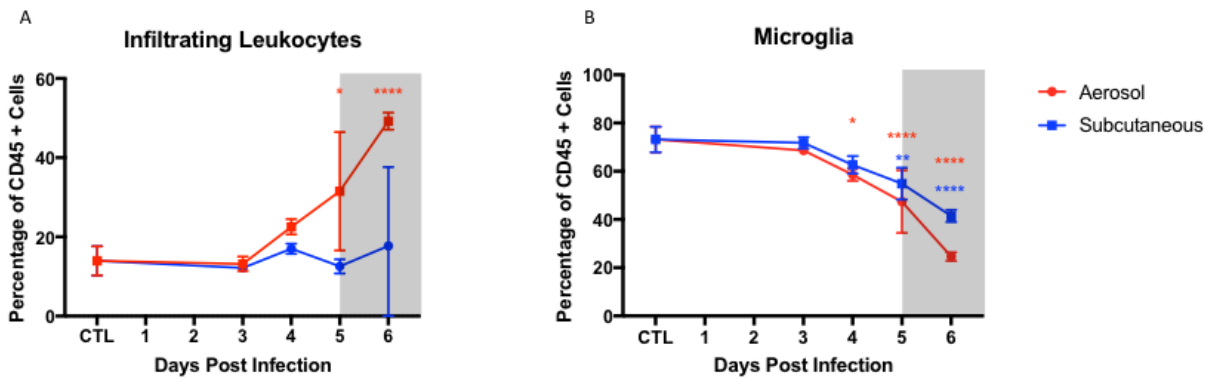 A
Infiltrating Leukocytes
Percentage of CD45 + Cells
60
40
20
0
* ****
CTL 1 2 3 4 5 6
Days Post Infection
B
Microglia
Percentage of CD45 + Cells
100
80
60
40
20
0
*
****
**
****
****
CTL 1 2 3 4 5 6
Days Post Infection
Aerosol
Subcutaneous